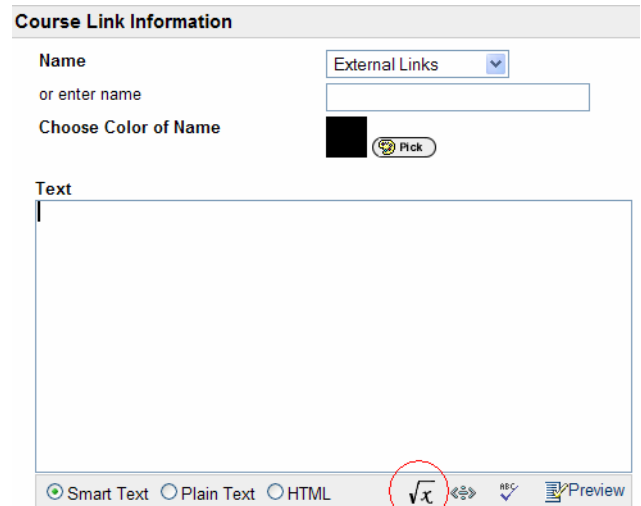 Course Link Information
Name External Links
or enter name
Choose Color of Name Pick
Text
Smart Text Plain Text HTML √x ABC Preview